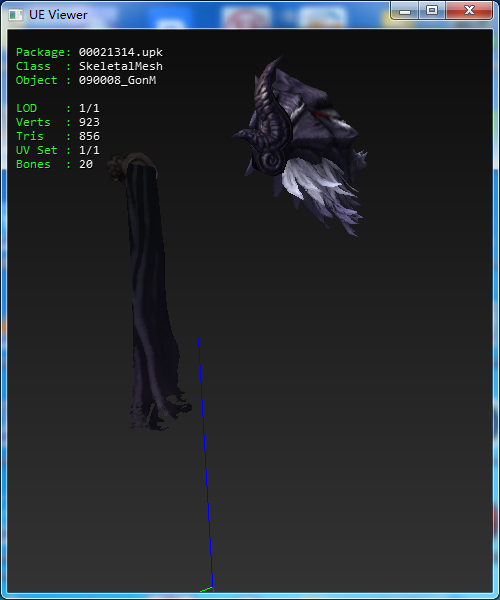 UE Viewer
Package: 00021314.upk
Class : SkeletalMesh
Object : 090008_GonM
LOD : 1/1
Verts : 923
Tris : 856
UV Set : 1/1
Bones : 20